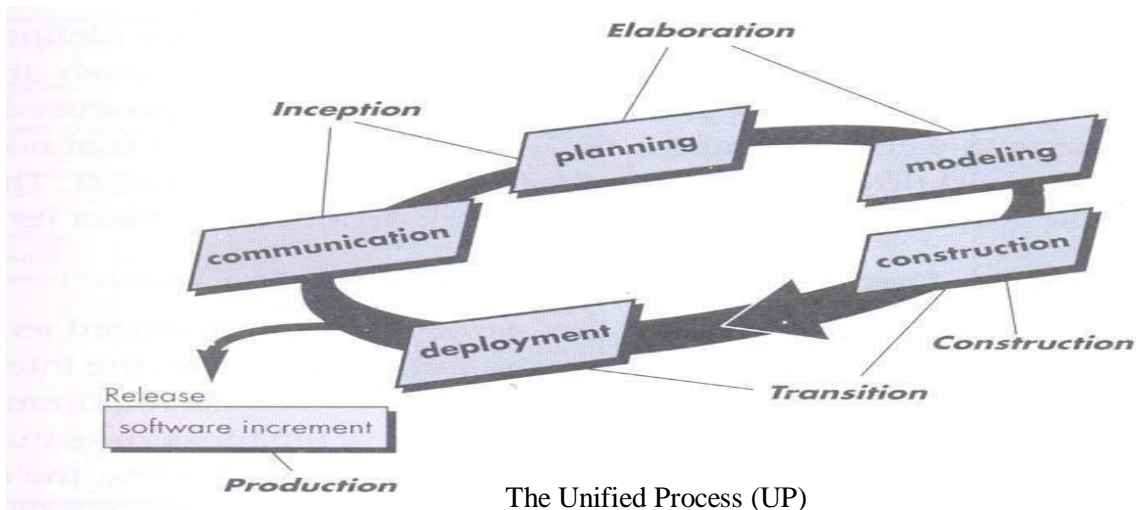 Elaboration
Inception
planning
modeling
communication
construction
deployment
Construction
Transition
Release
software increment
Production
The Unified Process (UP)